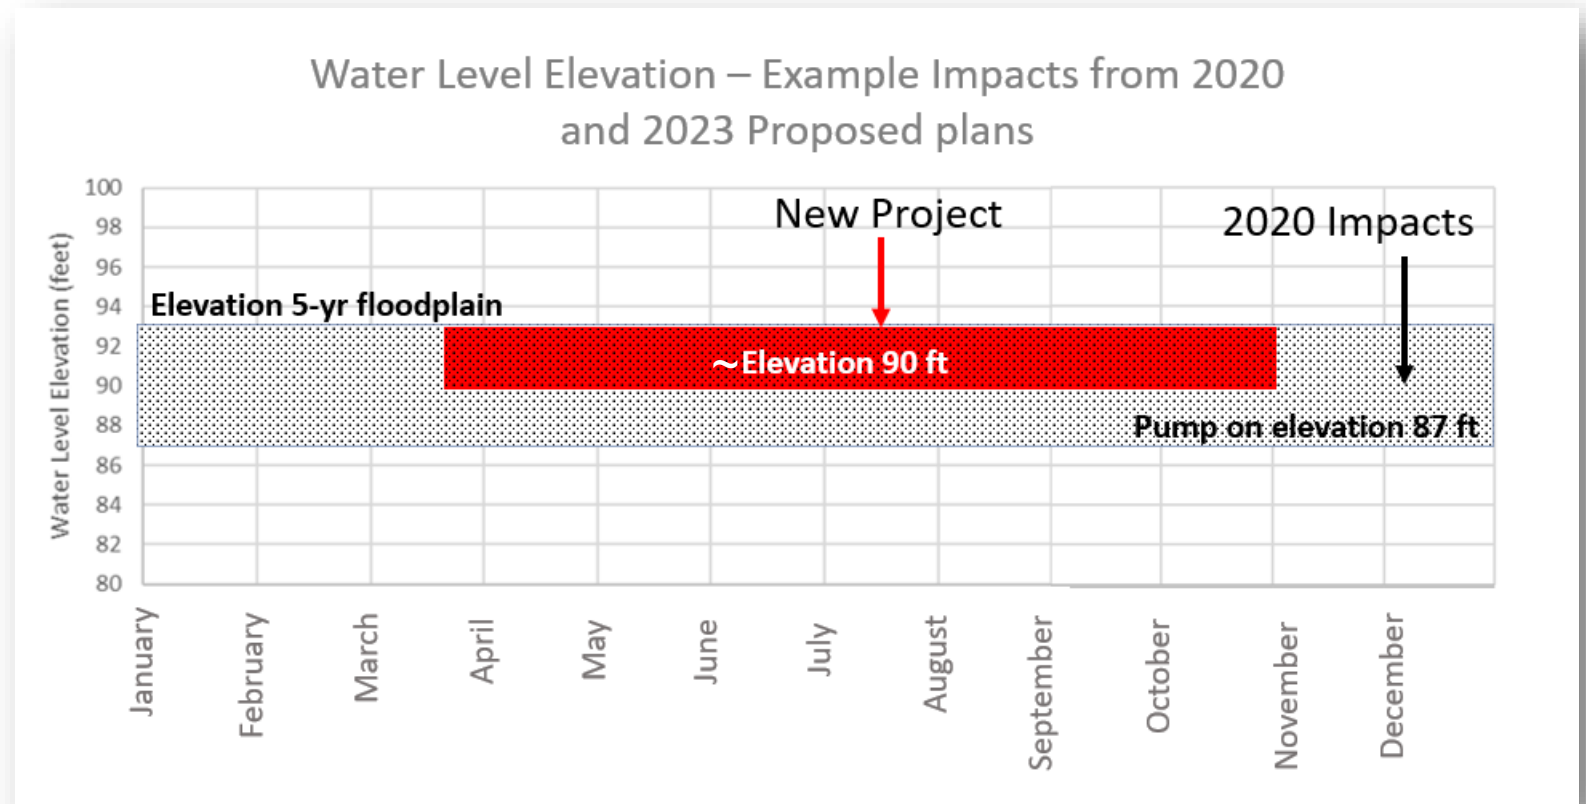 Water Level Elevation – Example Impacts from 2020
and 2023 Proposed plans
Water Level Elevation (feet)
100
98
96
94
92
90
88
86
84
82
80
New Project
2020 Impacts
Elevation 5-yr floodplain
~Elevation 90 ft
Pump on elevation 87 ft
January
February
March
April
May
June
July
August
September
October
November
December